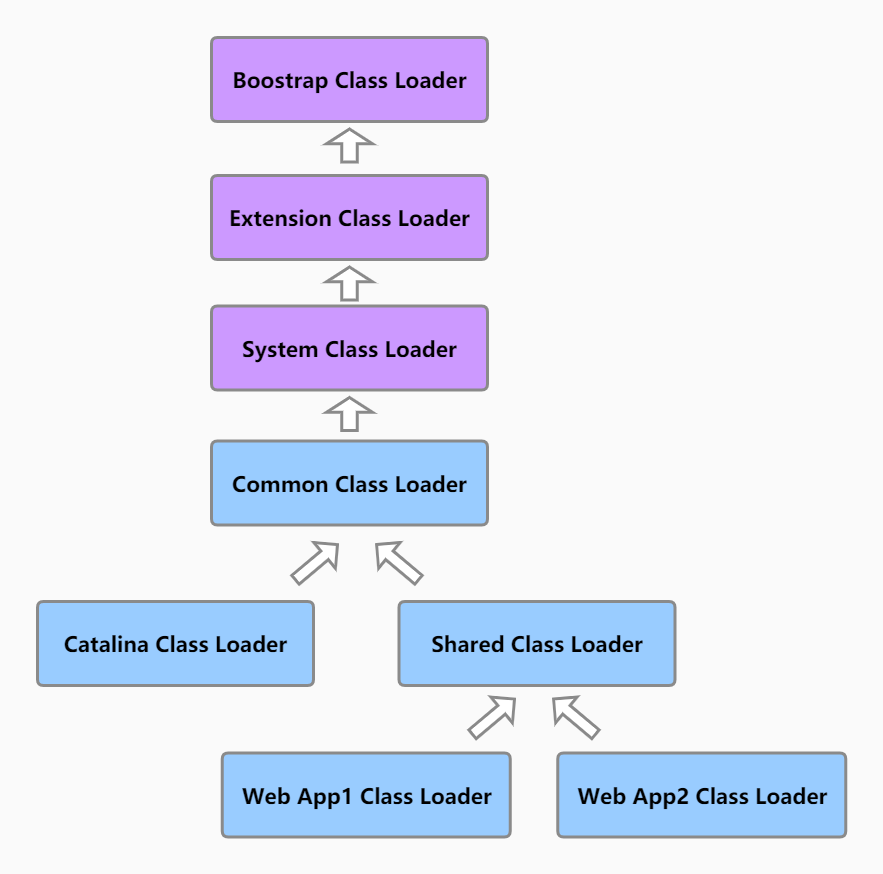 Boostrap Class Loader
Extension Class Loader
System Class Loader
Common Class Loader
Catalina Class Loader
Shared Class Loader
Web App1 Class Loader
Web App2 Class Loader